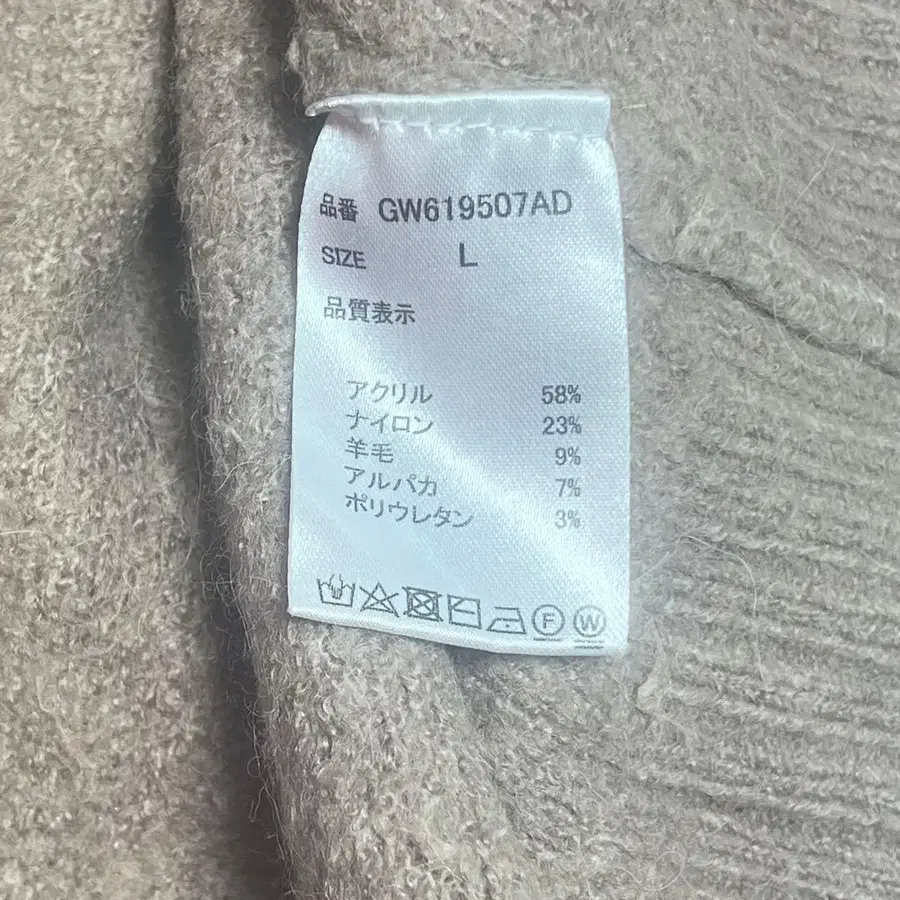 品番 GW619507AD
SIZE L
品質表示
アクリル 58%
ナイロン 23%
羊毛 9%
アルパカ 7%
ポリウレタン 3%
F W